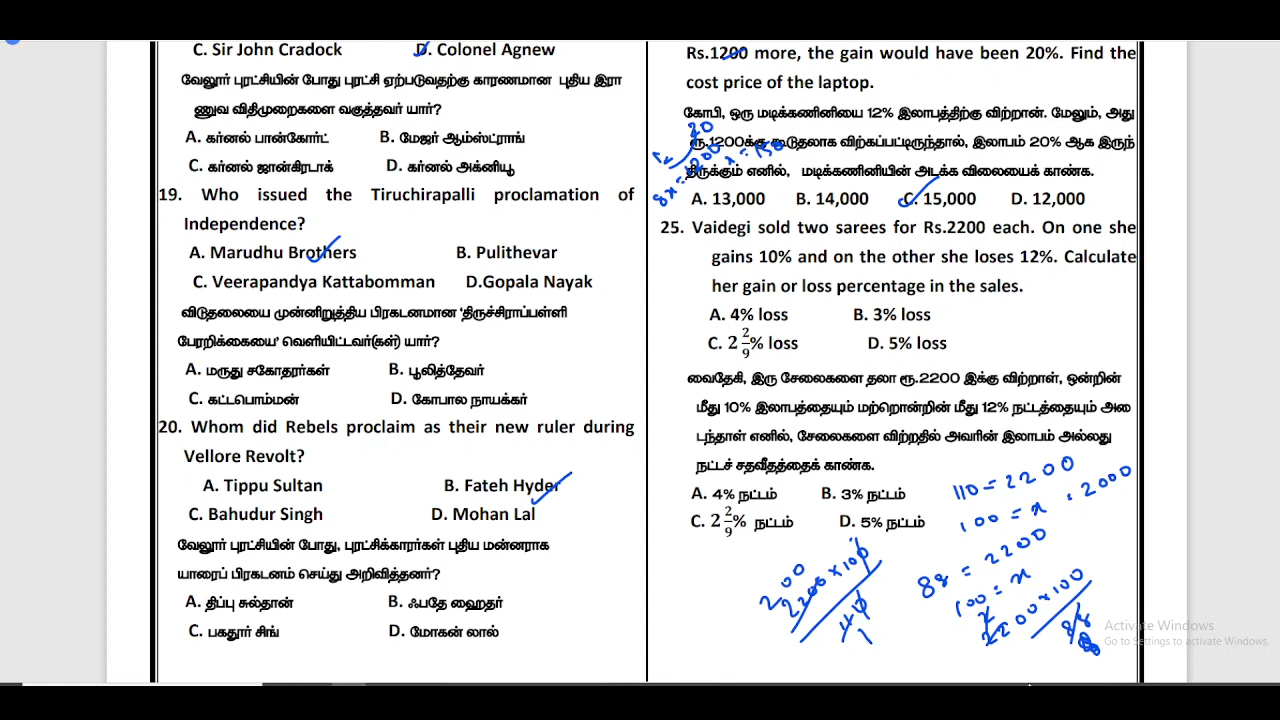 C. Sir John Cradock D. Colonel Agnew
வேலூர் புரட்சியின் போது புரட்சி ஏற்படுவதற்கு காரணமான புதிய இரா
ணுவ விதிமுறைகளை வகுத்தவர் யார்?
A. கர்னல் பான்கோர்ட் B. மேஜர் ஆம்ஸ்ட்ராங்
C. கர்னல் ஜான்கிரடாக் D. கர்னல் அக்னியூ
19. Who issued the Tiruchirapalli proclamation of
Independence?
A. Marudhu Brothers B. Pulithevar
C. Veerapandya Kattabomman D.Gopala Nayak
விடுதலையை முன்னிறுத்திய பிரகடனமான ‘திருச்சிராப்பள்ளி
பேரறிக்கையை’ வெளியிட்டவர்(கள்) யார்?
A. மருது சகோதரர்கள் B. பூலித்தேவர்
C. கட்டபொம்மன் D. கோபால நாயக்கர்
20. Whom did Rebels proclaim as their new ruler during
Vellore Revolt?
A. Tippu Sultan B. Fateh Hyder
C. Bahudur Singh D. Mohan Lal
வேலூர் புரட்சியின் போது, புரட்சிக்காரர்கள் புதிய மன்னராக
யாரைப் பிரகடனம் செய்து அறிவித்தனர்?
A. திப்பு சுல்தான் B. ஃபதே ஹைதர்
C. பகதூர் சிங் D. மோகன் லால்
Rs.1200 more, the gain would have been 20%. Find the
cost price of the laptop.
கோபி, ஒரு மடிக்கணினியை 12% இலாபத்திற்கு விற்றான். மேலும், அது
ரூ.1200க்கு கூடுதலாக விற்கப்பட்டிருந்தால், இலாபம் 20% ஆக இருந்
திருக்கும் எனில், மடிக்கணினியின் அடக்க விலையைக் காண்க.
20
8x = 1200
x = 150
A. 13,000 B. 14,000 C. 15,000 D. 12,000
25. Vaidegi sold two sarees for Rs.2200 each. On one she
gains 10% and on the other she loses 12%. Calculate
her gain or loss percentage in the sales.
A. 4% loss B. 3% loss
C. 2 2/9% loss D. 5% loss
வைதேகி, இரு சேலைகளை தலா ரூ.2200 இக்கு விற்றாள், ஒன்றின்
மீது 10% இலாபத்தையும் மற்றொன்றின் மீது 12% நட்டத்தையும் அடை
டந்தாள் எனில், சேலைகளை விற்றதில் அவரின் இலாபம் அல்லது
நட்டச் சதவீதத்தைக் காண்க.
A. 4% நட்டம் B. 3% நட்டம்
C. 2 2/9% நட்டம் D. 5% நட்டம்
110 = 2200
100 = x = 2000
88 = 2200
100 = x
200
2200 × 100
2200 × 100
88
Activate Windows
Go to Settings to activate Windows.